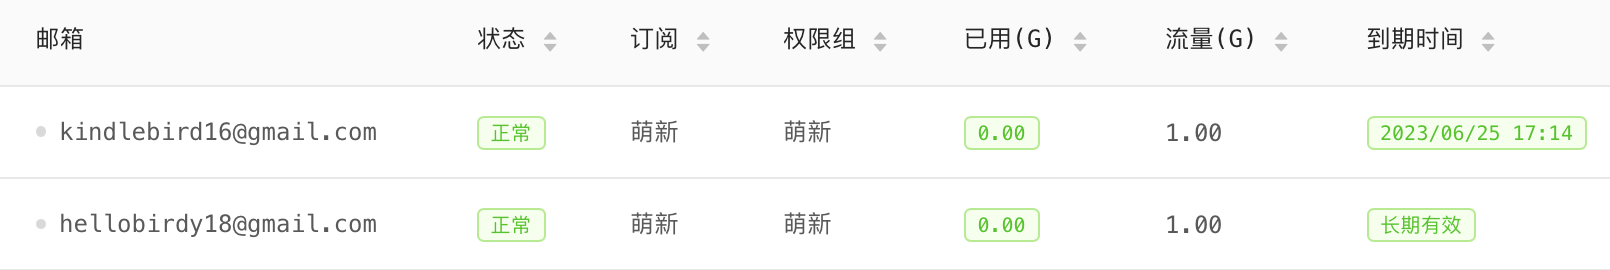 邮箱 状态 订阅 权限组 已用(G) 流量(G) 到期时间
kindlebird16@gmail.com 正常 萌新 萌新 0.00 1.00 2023/06/25 17:14
hellobirdy18@gmail.com 正常 萌新 萌新 0.00 1.00 长期有效